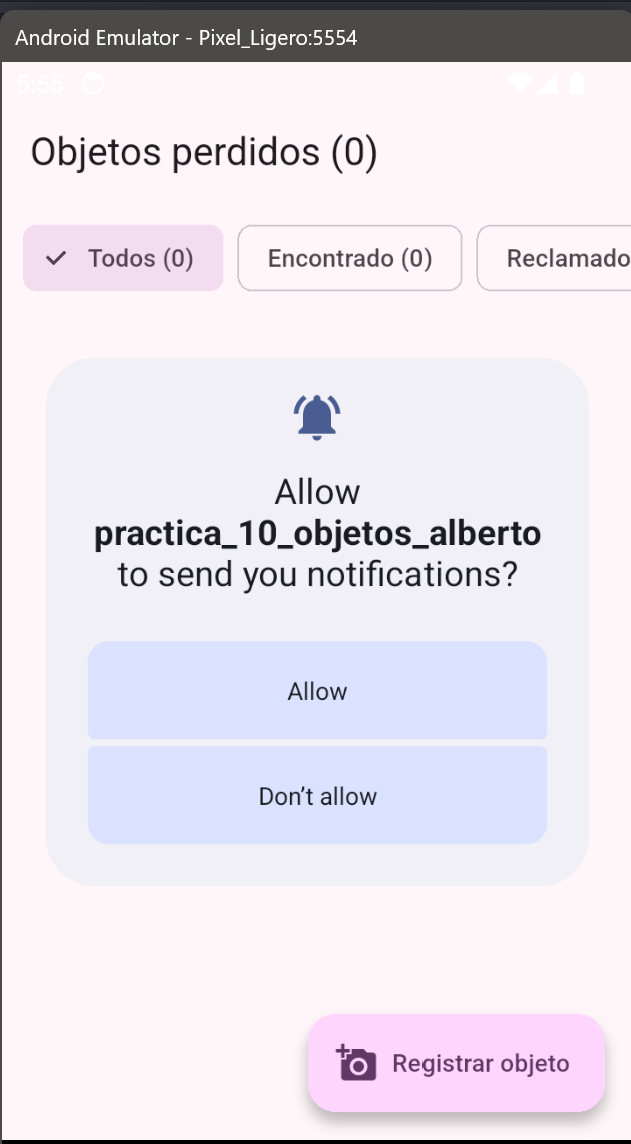 Android Emulator - Pixel_Ligero:5554
5:55
Objetos perdidos (0)
Todos (0)
Encontrado (0)
Reclamado
Allow
practica_10_objetos_alberto
to send you notifications?
Allow
Don’t allow
Registrar objeto